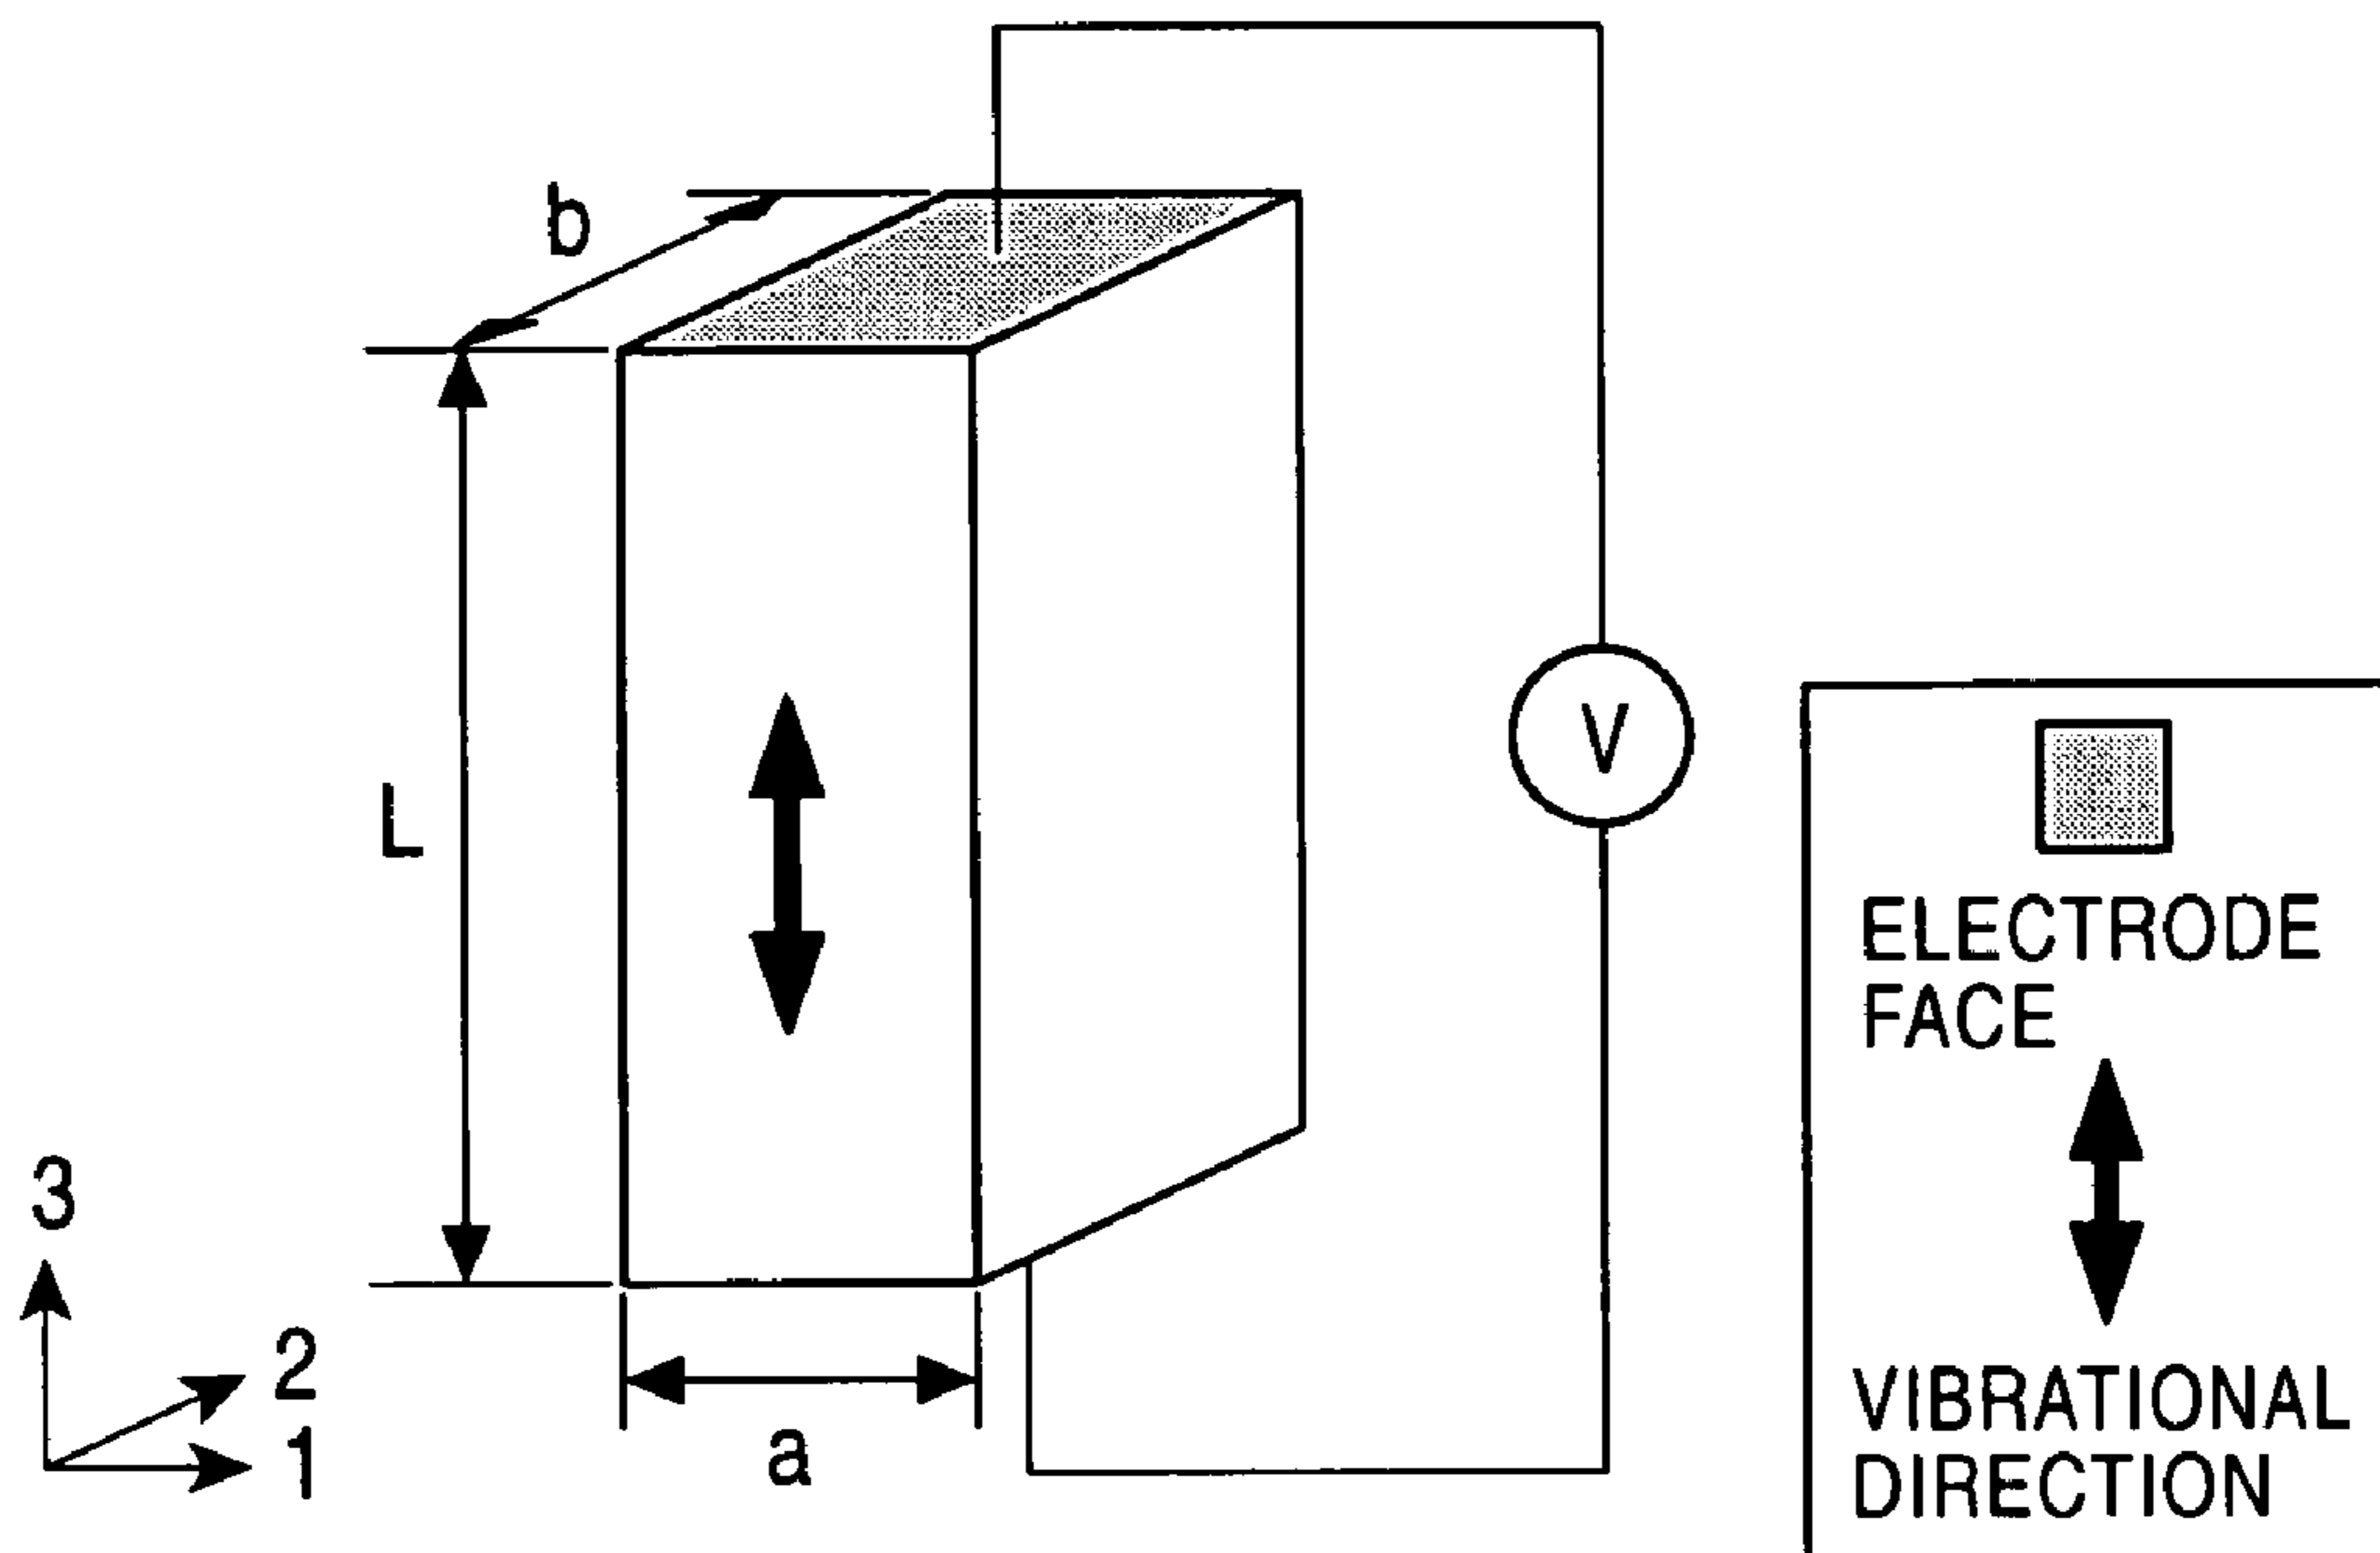 b
L
V
ELECTRODE
FACE
3
2
1
a
VIBRATIONAL
DIRECTION